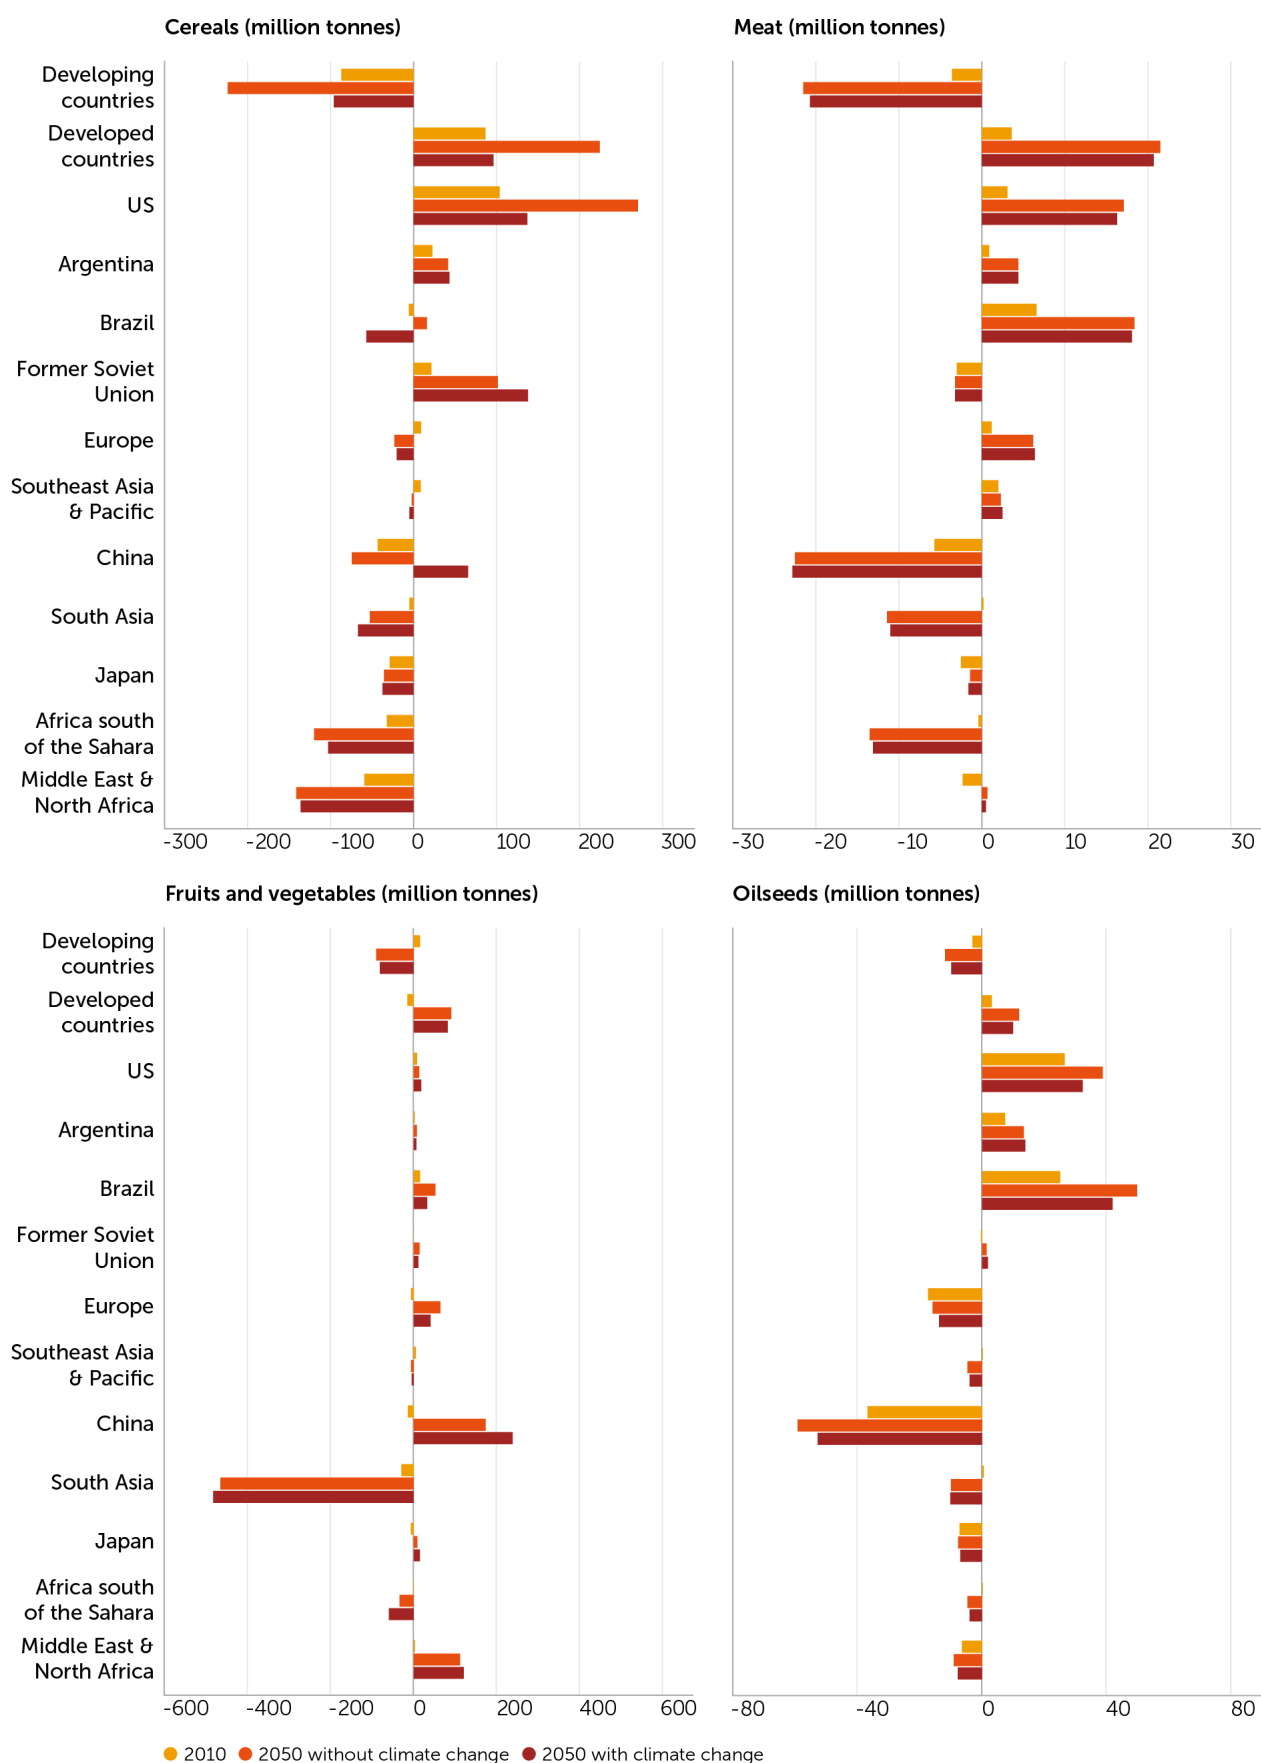 Cereals (million tonnes)
Developing
countries
Developed
countries
US
Argentina
Brazil
Former Soviet
Union
Europe
Southeast Asia
& Pacific
China
South Asia
Japan
Africa south
of the Sahara
Middle East &
North Africa
-300 -200 -100 0 100 200 300
Meat (million tonnes)
-30 -20 -10 0 10 20 30
Fruits and vegetables (million tonnes)
Developing
countries
Developed
countries
US
Argentina
Brazil
Former Soviet
Union
Europe
Southeast Asia
& Pacific
China
South Asia
Japan
Africa south
of the Sahara
Middle East &
North Africa
-600 -400 -200 0 200 400 600
Oilseeds (million tonnes)
-80 -40 0 40 80
2010 2050 without climate change 2050 with climate change